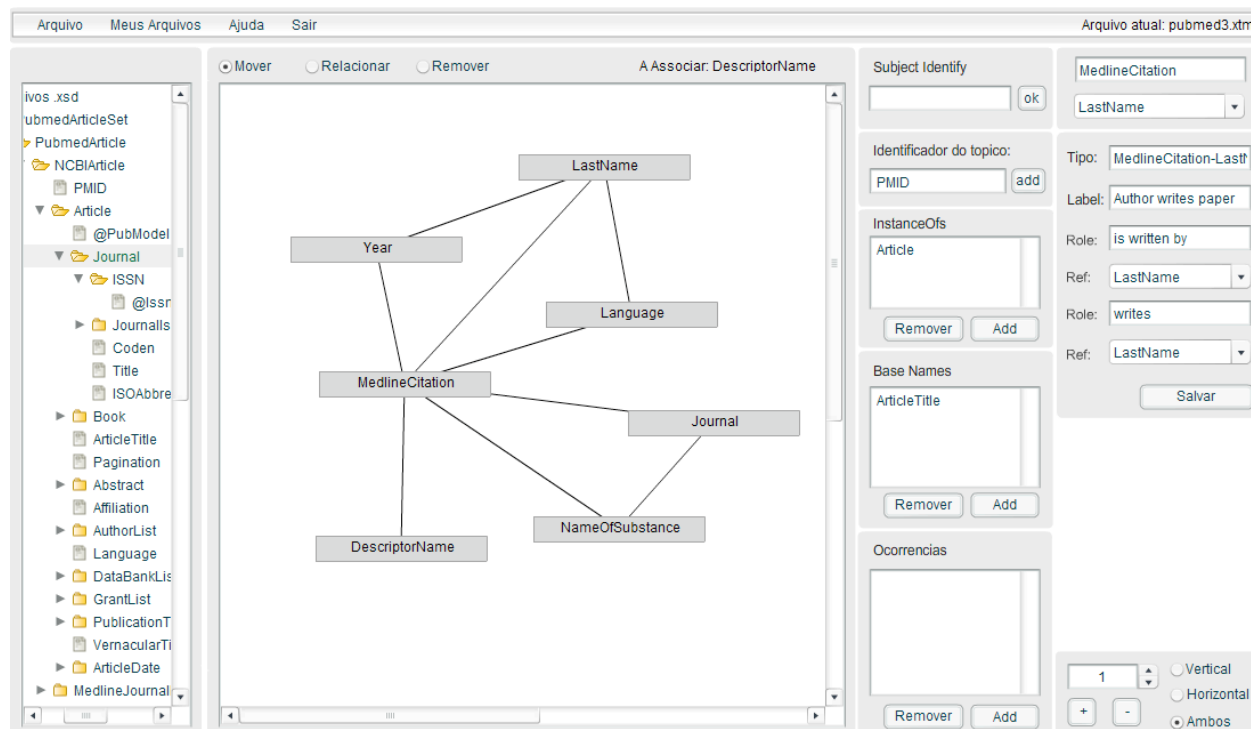 Arquivo Meus Arquivos Ajuda Sair Arquivo atual: pubmed3.xtm
ivos .xsd
ubmedArticleSet
PubmedArticle
NCBIArticle
PMID
Article
@PubModel
Journal
ISSN
@Issn
JournalIs
Coden
Title
ISOAbbre
Book
ArticleTitle
Pagination
Abstract
Affiliation
AuthorList
Language
DataBankLis
GrantList
PublicationT
VernacularTi
ArticleDate
MedlineJournal
Mover Relacionar Remover A Associar: DescriptorName
LastName
Year
Language
MedlineCitation
Journal
NameOfSubstance
DescriptorName
Subject Identify
ok
Identificador do topico:
PMID add
InstanceOfs
Article
Remover Add
Base Names
ArticleTitle
Remover Add
Ocorrencias
Remover Add
MedlineCitation
LastName
Tipo: MedlineCitation-LastN
Label: Author writes paper
Role: is written by
Ref: LastName
Role: writes
Ref: LastName
Salvar
1
+ -
Vertical
Horizontal
Ambos